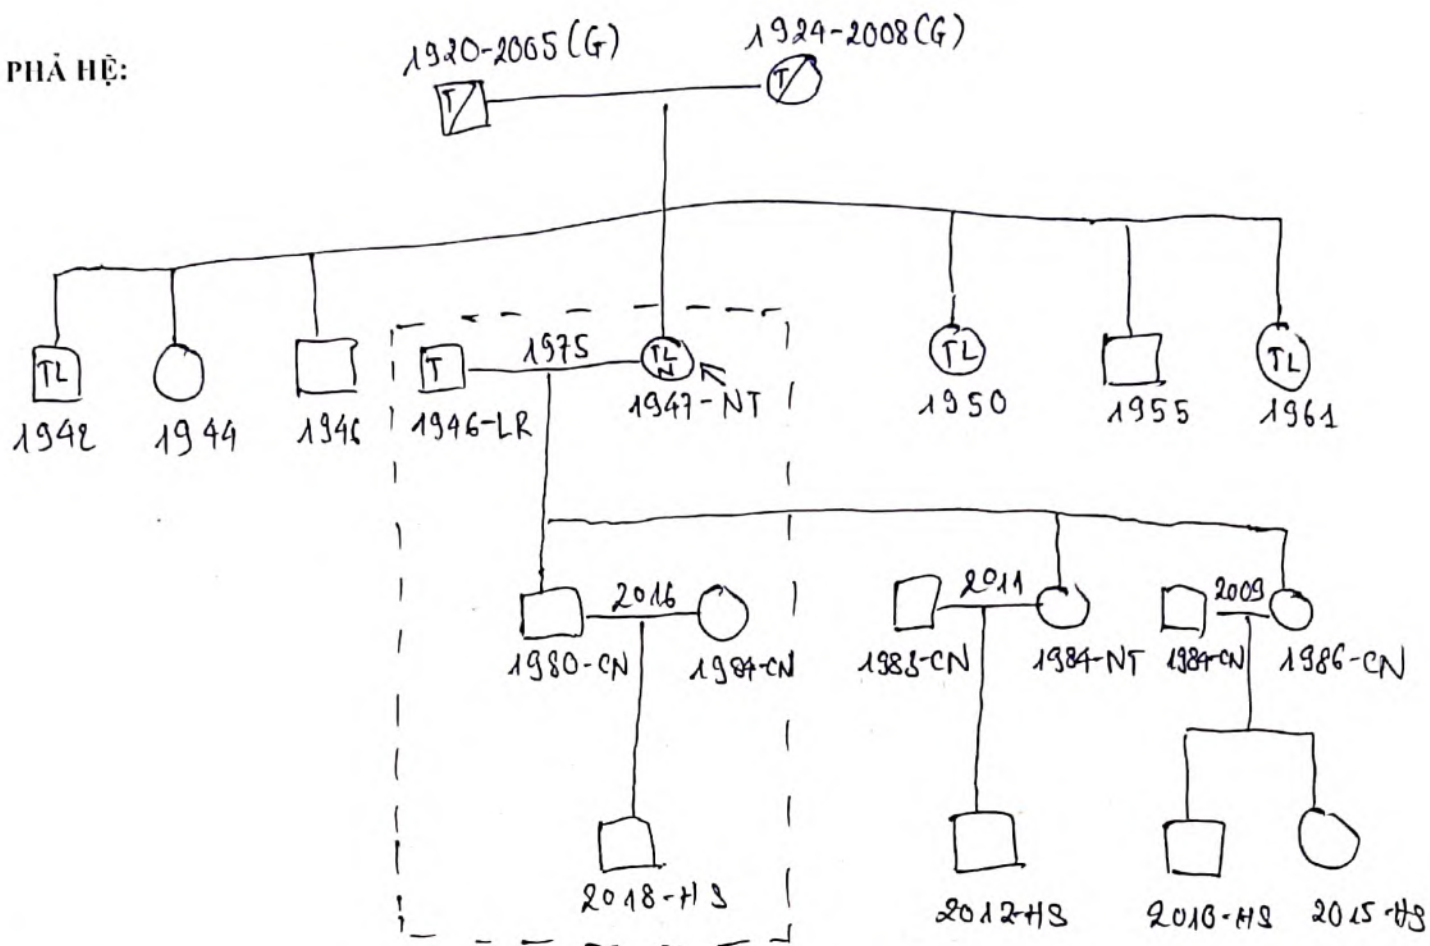 1920-2005 (G) 1924-2008 (G)
PHẢ HỆ:
T T
1975
TL T TL N TL TL
1942 1944 1946 1946-LR 1947-NT 1950 1955 1961
2016 2011 2009
1980-CN 1984-CN 1983-CN 1984-NT 1984-CN 1986-CN
2018-HS 2012-HS 2010-HS 2015-HS